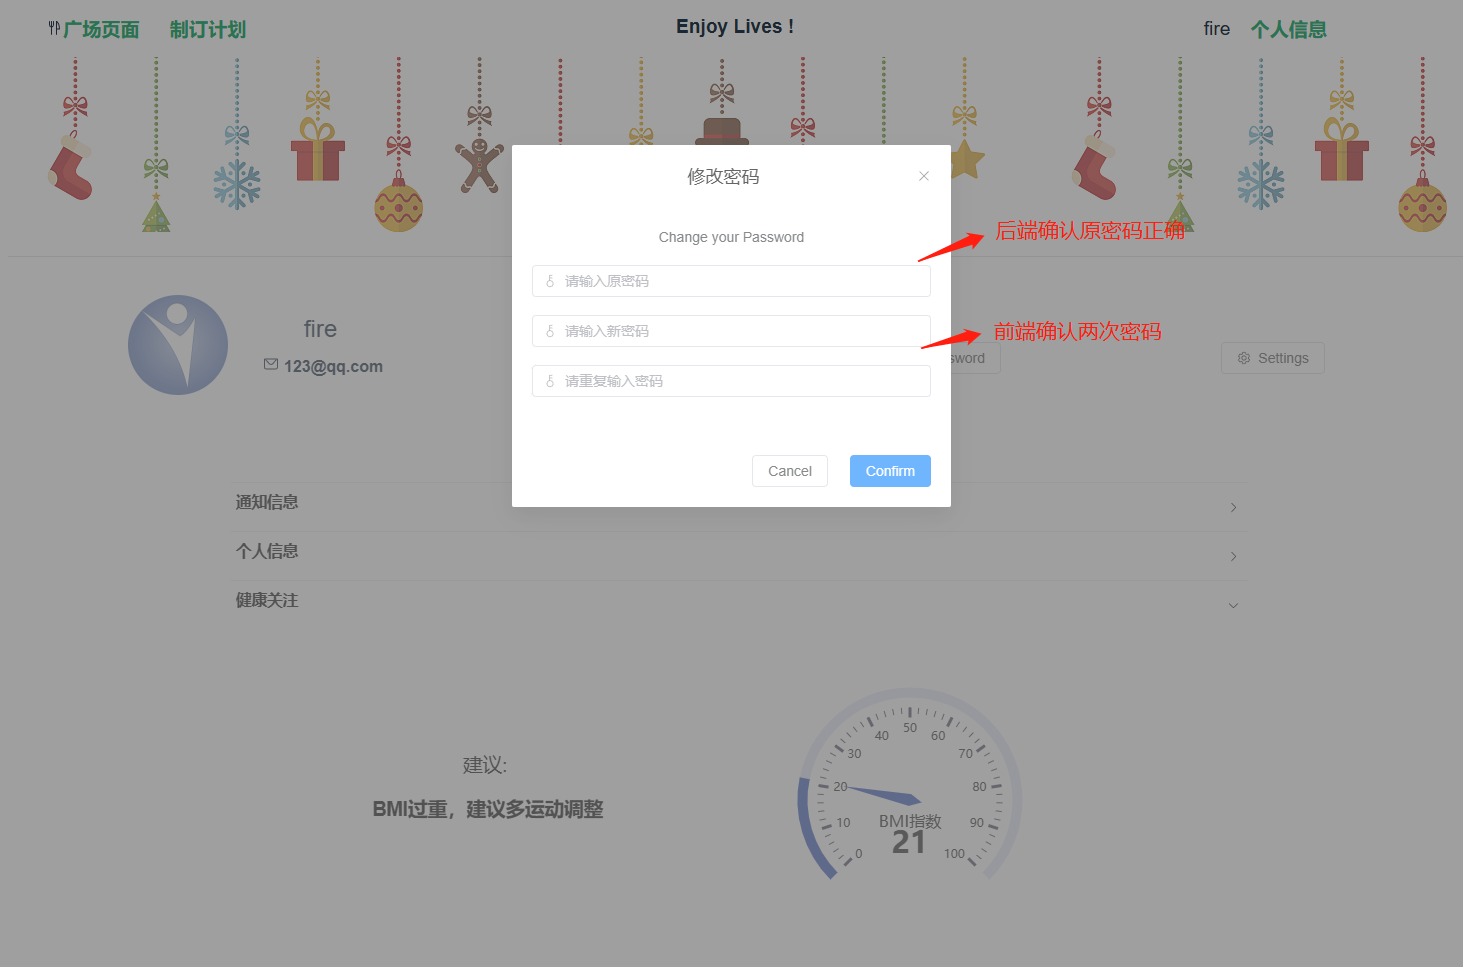 广场页面 制订计划 Enjoy Lives ! fire 个人信息
修改密码
Change your Password
后端确认原密码正确
请输入原密码
请输入新密码
前端确认两次密码
请重复输入密码
fire
123@qq.com
sword
Settings
Cancel Confirm
通知信息
个人信息
健康关注
建议:
BMI过重，建议多运动调整
0
10
20
30
40
50
60
70
80
90
100
BMI指数
21